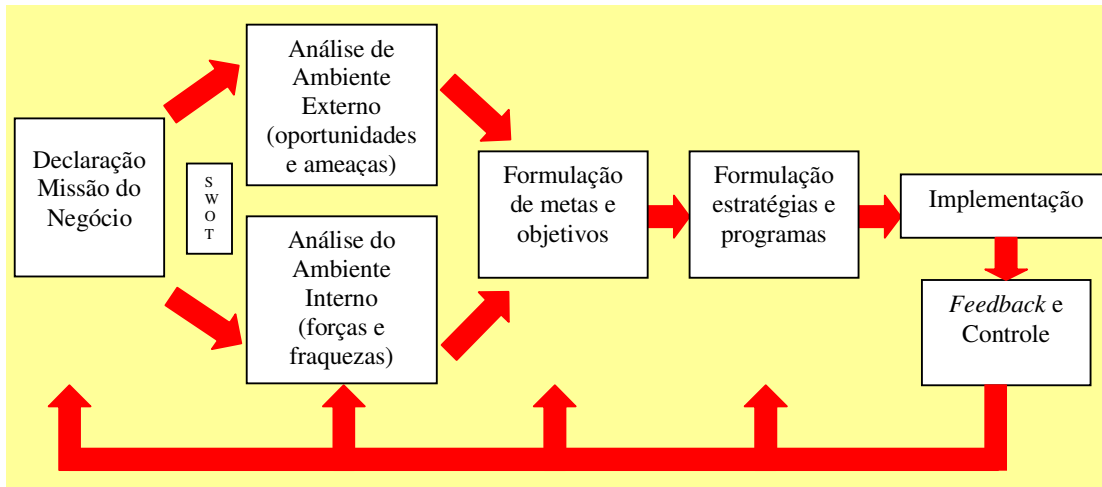 Declaração
Missão do
Negócio
S
W
O
T
Análise de
Ambiente
Externo
(oportunidades
e ameaças)
Análise do
Ambiente
Interno
(forças e
fraquezas)
Formulação
de metas e
objetivos
Formulação
estratégias e
programas
Implementação
Feedback e
Controle